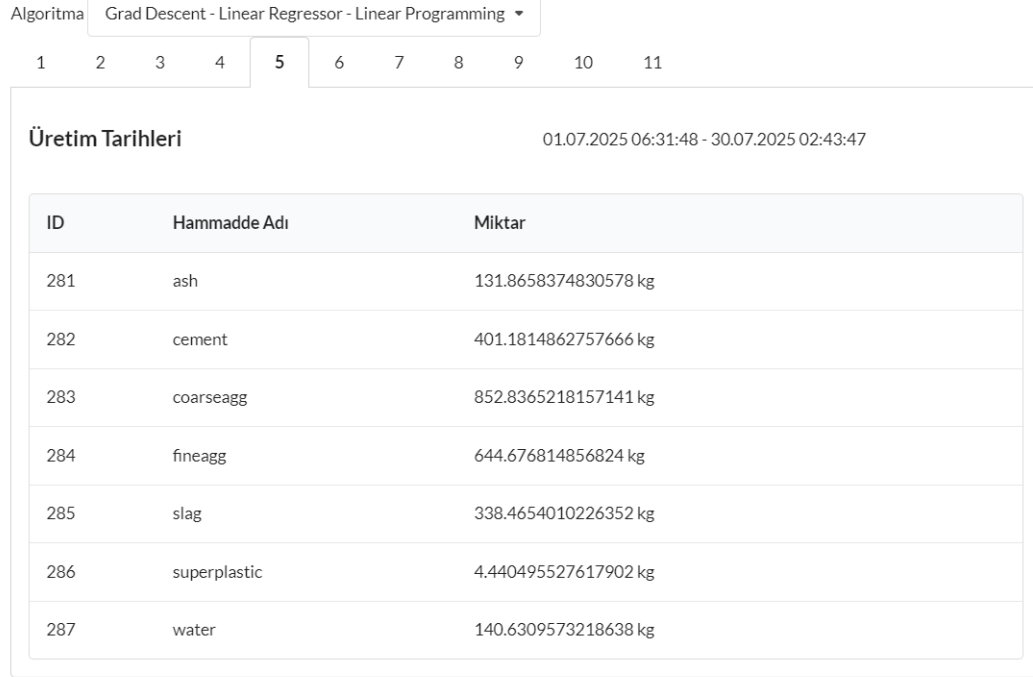 Algoritma Grad Descent - Linear Regressor - Linear Programming
1 2 3 4 5 6 7 8 9 10 11
Üretim Tarihleri 01.07.2025 06:31:48 - 30.07.2025 02:43:47
ID Hammadde Adı Miktar
281 ash 131.8658374830578 kg
282 cement 401.1814862757666 kg
283 coarseagg 852.8365218157141 kg
284 fineagg 644.676814856824 kg
285 slag 338.4654010226352 kg
286 superplastic 4.440495527617902 kg
287 water 140.6309573218638 kg